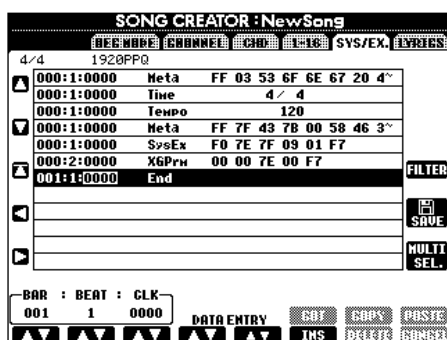 SONG CREATOR : NewSong
REC MODE CHANNEL CHD 1-16 SYS/EX. LYRICS
4/4 1920PPQ
000:1:0000 Meta FF 03 53 6F 6E 67 20 4~
000:1:0000 Time 4/ 4
000:1:0000 Tempo 120
000:1:0000 Meta FF 7F 43 7B 00 58 46 3~
000:1:0000 SysEx F0 7E 7F 09 01 F7
000:2:0000 XGPrm 00 00 7E 00 F7
001:1:0000 End
FILTER
SAVE
MULTI
SEL.
BAR : BEAT : CLK
001 1 0000
DATA ENTRY
CUT COPY PASTE
INS DELETE CANCEL